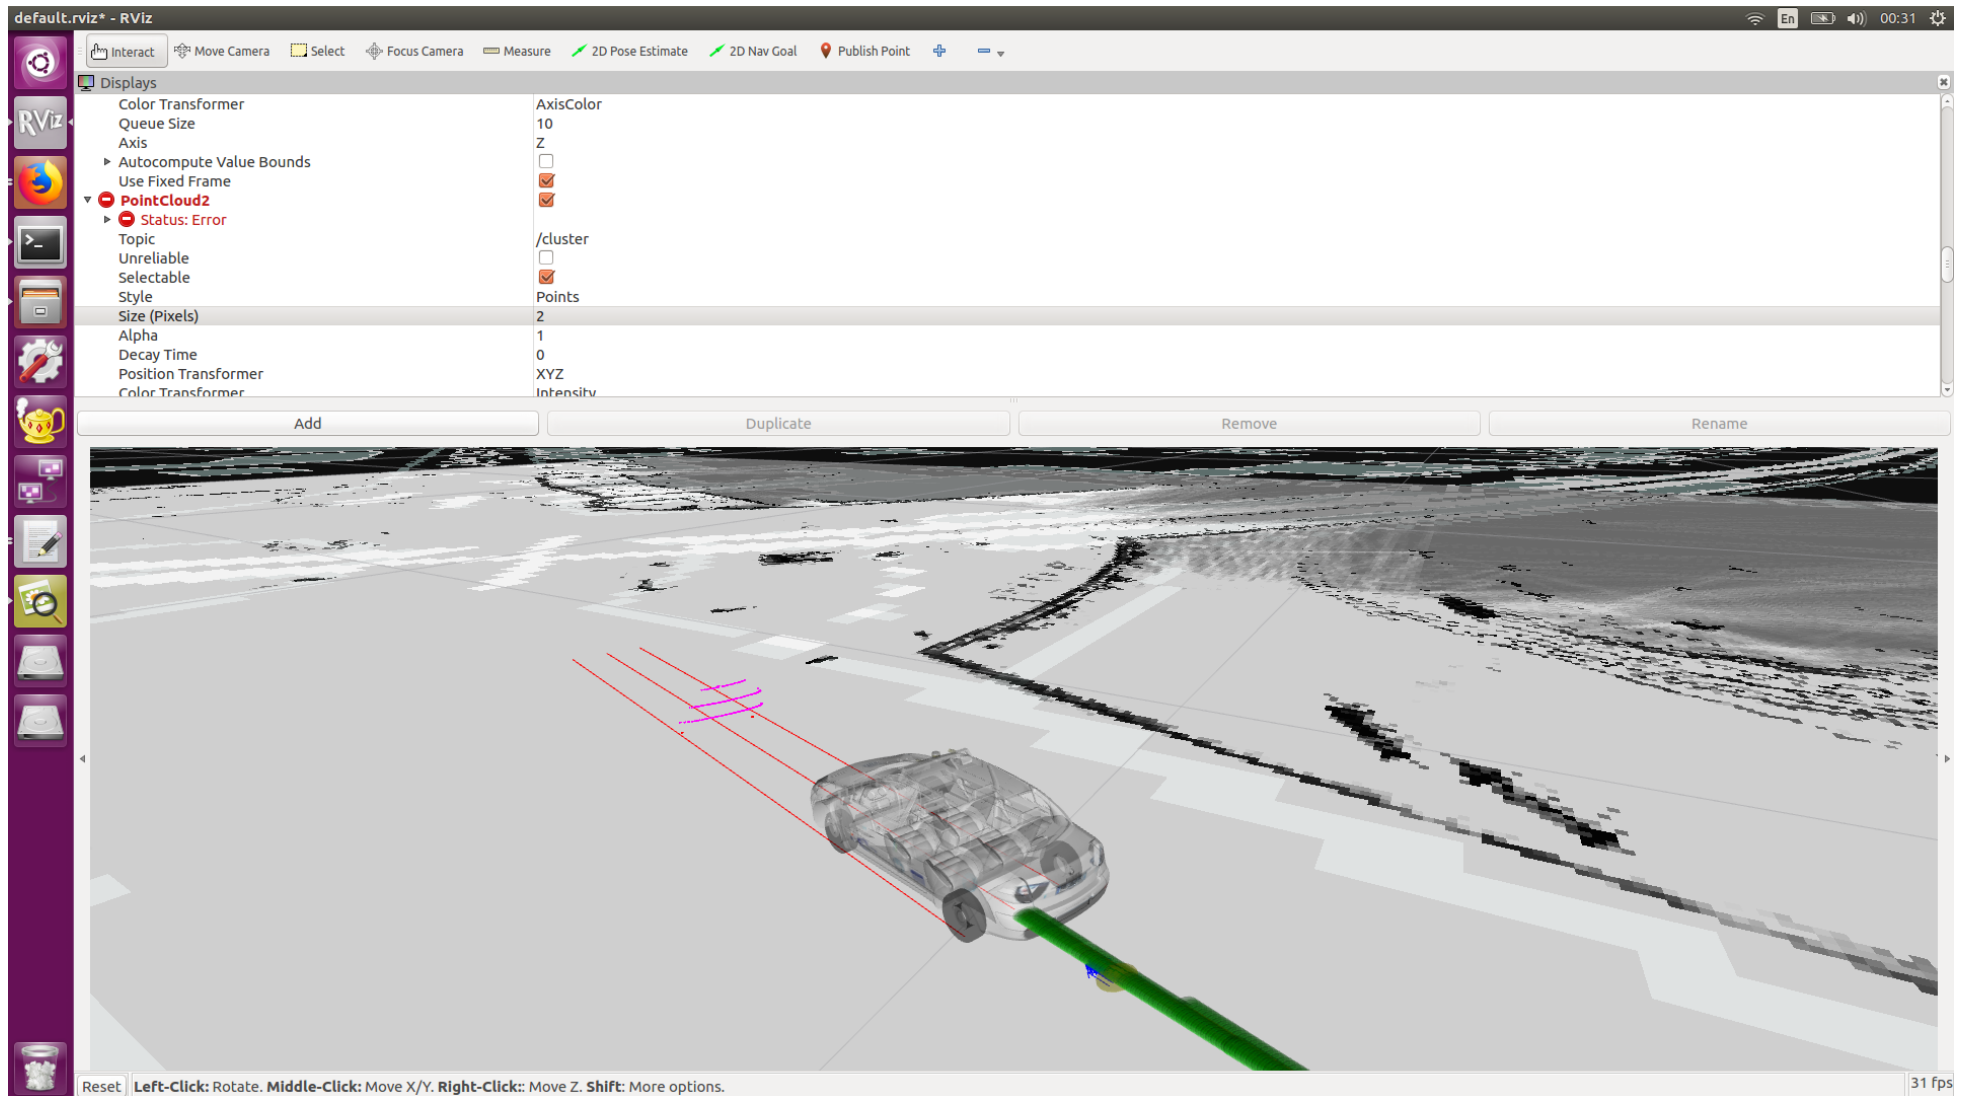 default.rviz* - RViz
En
00:31
Interact
Move Camera
Select
Focus Camera
Measure
2D Pose Estimate
2D Nav Goal
Publish Point
Displays
Color Transformer AxisColor
Queue Size 10
Axis Z
Autocompute Value Bounds
Use Fixed Frame
PointCloud2
Status: Error
Topic /cluster
Unreliable
Selectable
Style Points
Size (Pixels) 2
Alpha 1
Decay Time 0
Position Transformer XYZ
Color Transformer Intensity
Add
Duplicate
Remove
Rename
RViz
>_
Reset
Left-Click: Rotate. Middle-Click: Move X/Y. Right-Click:: Move Z. Shift: More options.
31 fps